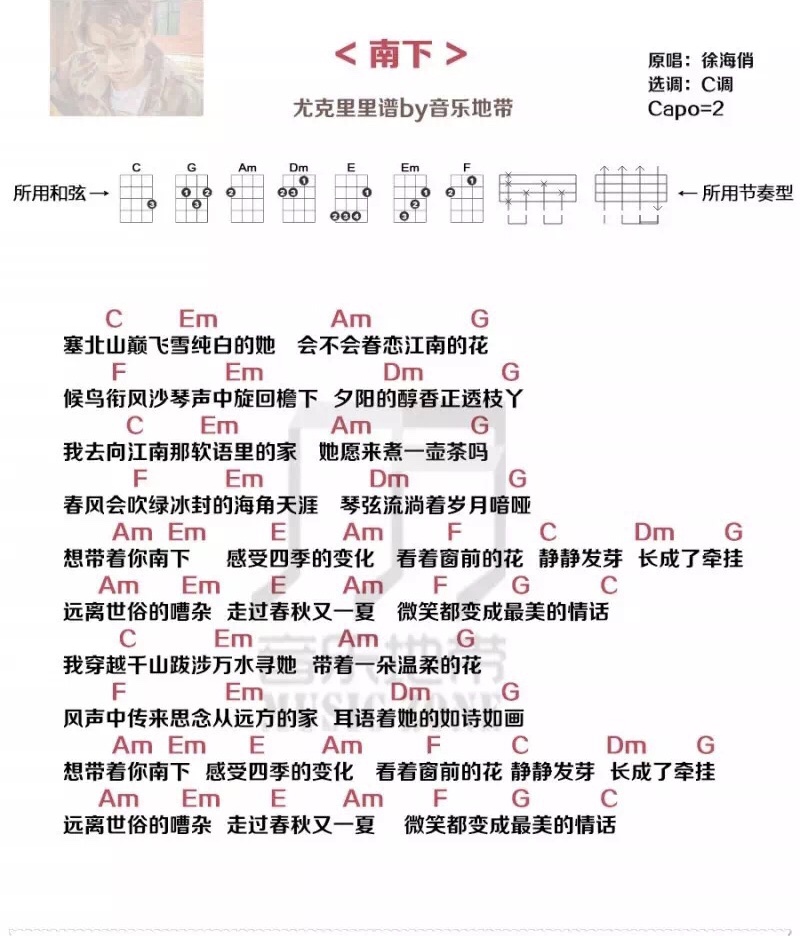 < 南下 >
原唱：徐海俏
选调：C调
Capo=2
尤克里里谱by音乐地带
C G Am Dm E Em F
所用和弦→ ←所用节奏型
C Em Am G
塞北山巅飞雪纯白的她 会不会眷恋江南的花
F Em Dm G
候鸟衔风沙琴声中旋回檐下 夕阳的醇香正透枝丫
C Em Am G
我去向江南那软语里的家 她愿来煮一壶茶吗
F Em Dm G
春风会吹绿冰封的海角天涯 琴弦流淌着岁月喑哑
Am Em E Am F C Dm G
想带着你南下 感受四季的变化 看着窗前的花 静静发芽 长成了牵挂
Am Em E Am F G C
远离世俗的嘈杂 走过春秋又一夏 微笑都变成最美的情话
C Em Am G
我穿越千山跋涉万水寻她 带着一朵温柔的花
F Em Dm G
风声中传来思念从远方的家 耳语着她的如诗如画
Am Em E Am F C Dm G
想带着你南下 感受四季的变化 看着窗前的花 静静发芽 长成了牵挂
Am Em E Am F G C
远离世俗的嘈杂 走过春秋又一夏 微笑都变成最美的情话
音乐地带
MUSIC ZONE